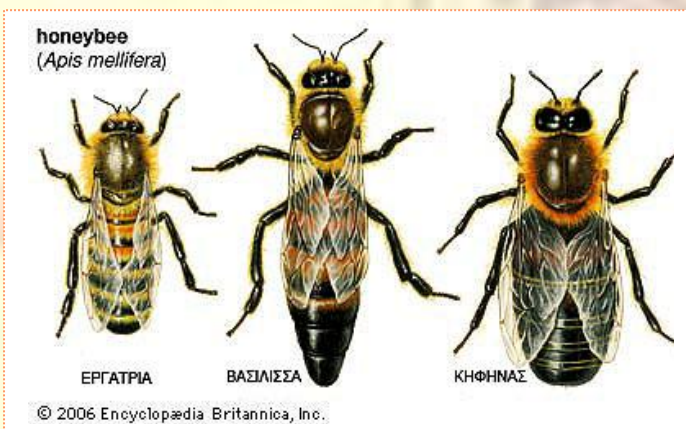 honeybee
(Apis mellifera)
ΕΡΓΑΤΡΙΑ
ΒΑΣΙΛΙΣΣΑ
ΚΗΦΗΝΑΣ
© 2006 Encyclopædia Britannica, Inc.